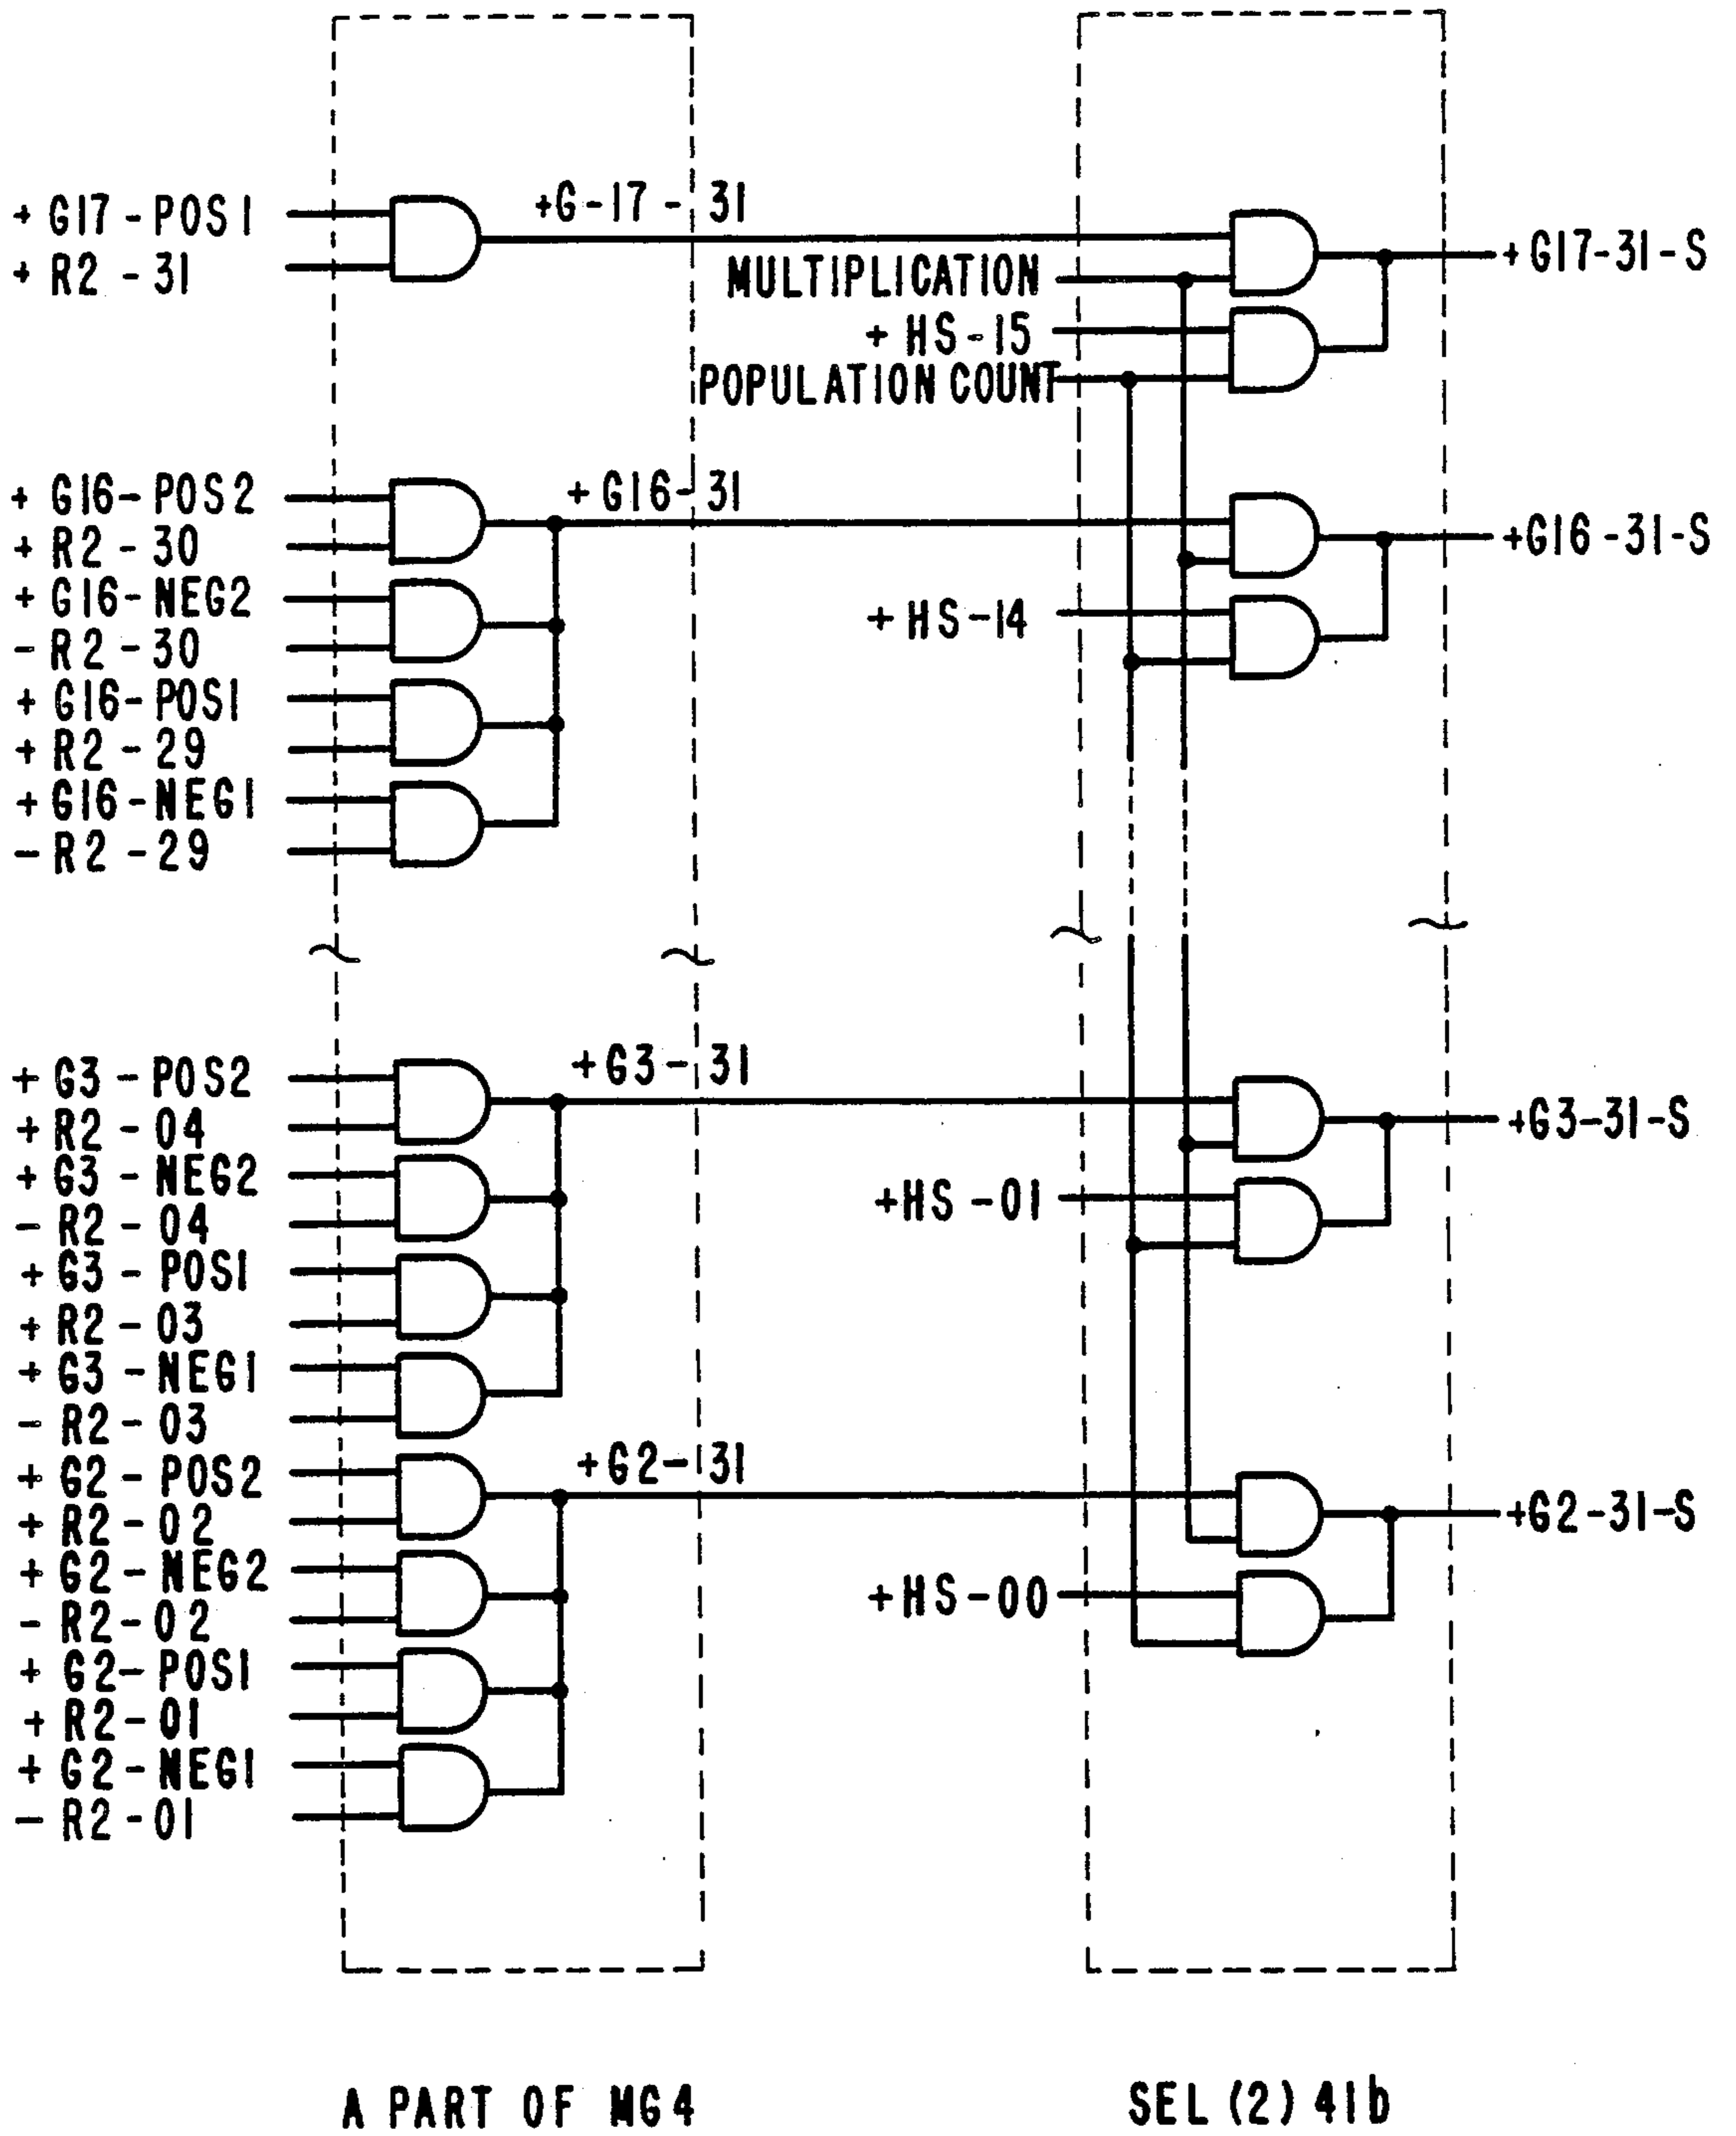 + G17 - POS1
+ R2 - 31
+G-17 - 31
MULTIPLICATION
+ HS-15
POPULATION COUNT
+G17-31-S
+ G16- POS2
+ R2 - 30
+ G16- NEG2
- R2 - 30
+ G16- POS1
+ R2 - 29
+ G16- NEG1
- R2 - 29
+ G16-31
+ HS-14
+G16-31-S
+ G3 - POS2
+ R2 - 04
+ G3 - NEG2
- R2 - 04
+ G3 - POS1
+ R2 - 03
+ G3 - NEG1
- R2 - 03
+G3-31
+HS-01
+G3-31-S
+ G2-POS2
+ R2-02
+ G2-NEG2
- R2-02
+ G2-POS1
+ R2-01
+ G2-NEG1
- R2-01
+G2-31
+HS-00
+G2-31-S
A PART OF MG4
SEL (2) 41b